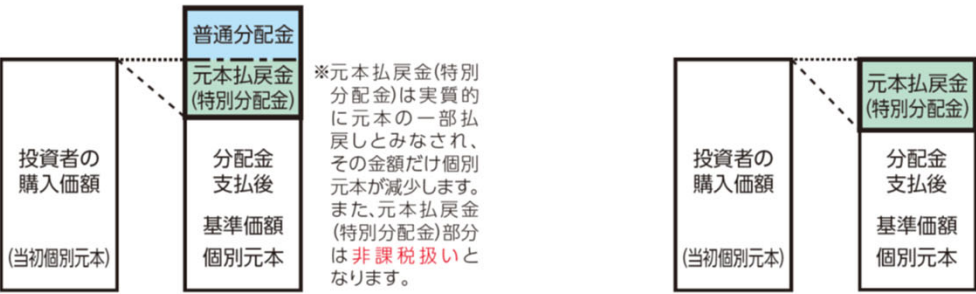 普通分配金
元本払戻金
(特別分配金)
投資者の
購入価額
(当初個別元本)
分配金
支払後
基準価額
個別元本
※元本払戻金(特別
分配金)は実質的
に元本の一部払
戻しとみなされ、
その金額だけ個別
元本が減少します。
また、元本払戻金
(特別分配金)部分
は非課税扱いと
なります。
元本払戻金
(特別分配金)
投資者の
購入価額
(当初個別元本)
分配金
支払後
基準価額
個別元本